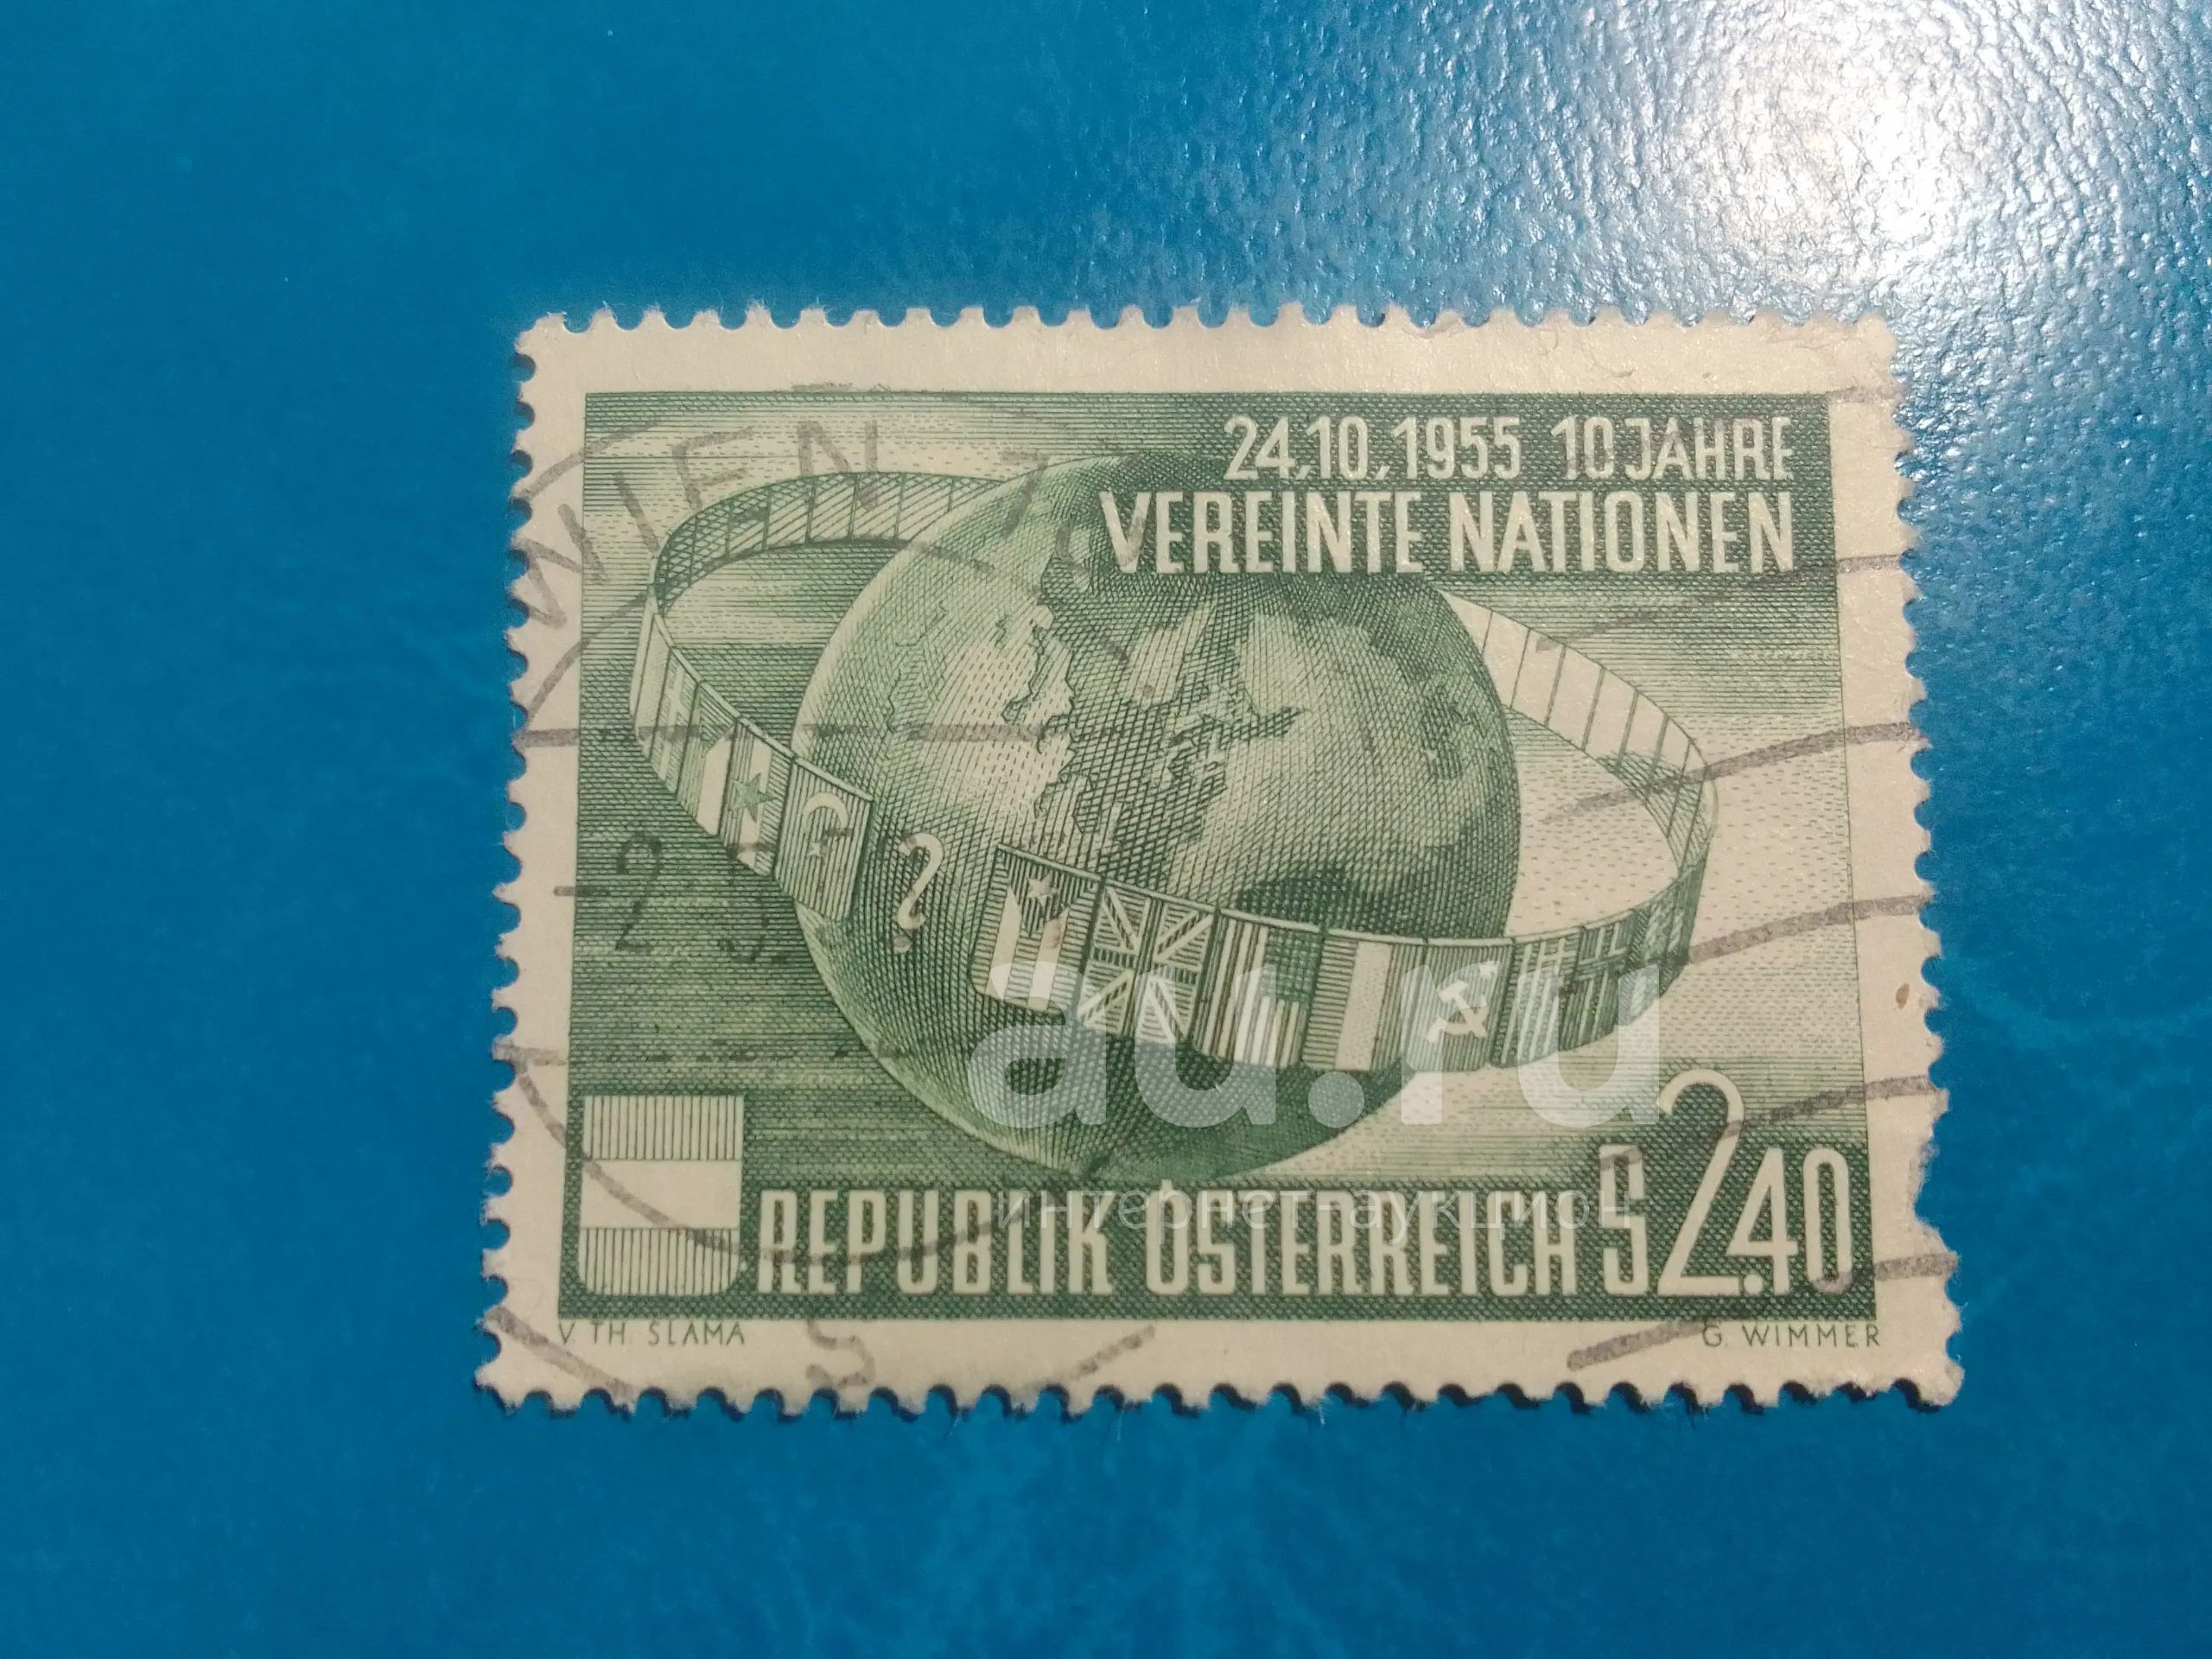 24.10.1955 10 JAHRE
VEREINTE NATIONEN
WIEN
?
au.ru
интернет-аукцион
REPUBLIK ÖSTERREICH S 2.40
V TH. SLAMA
G. WIMMER